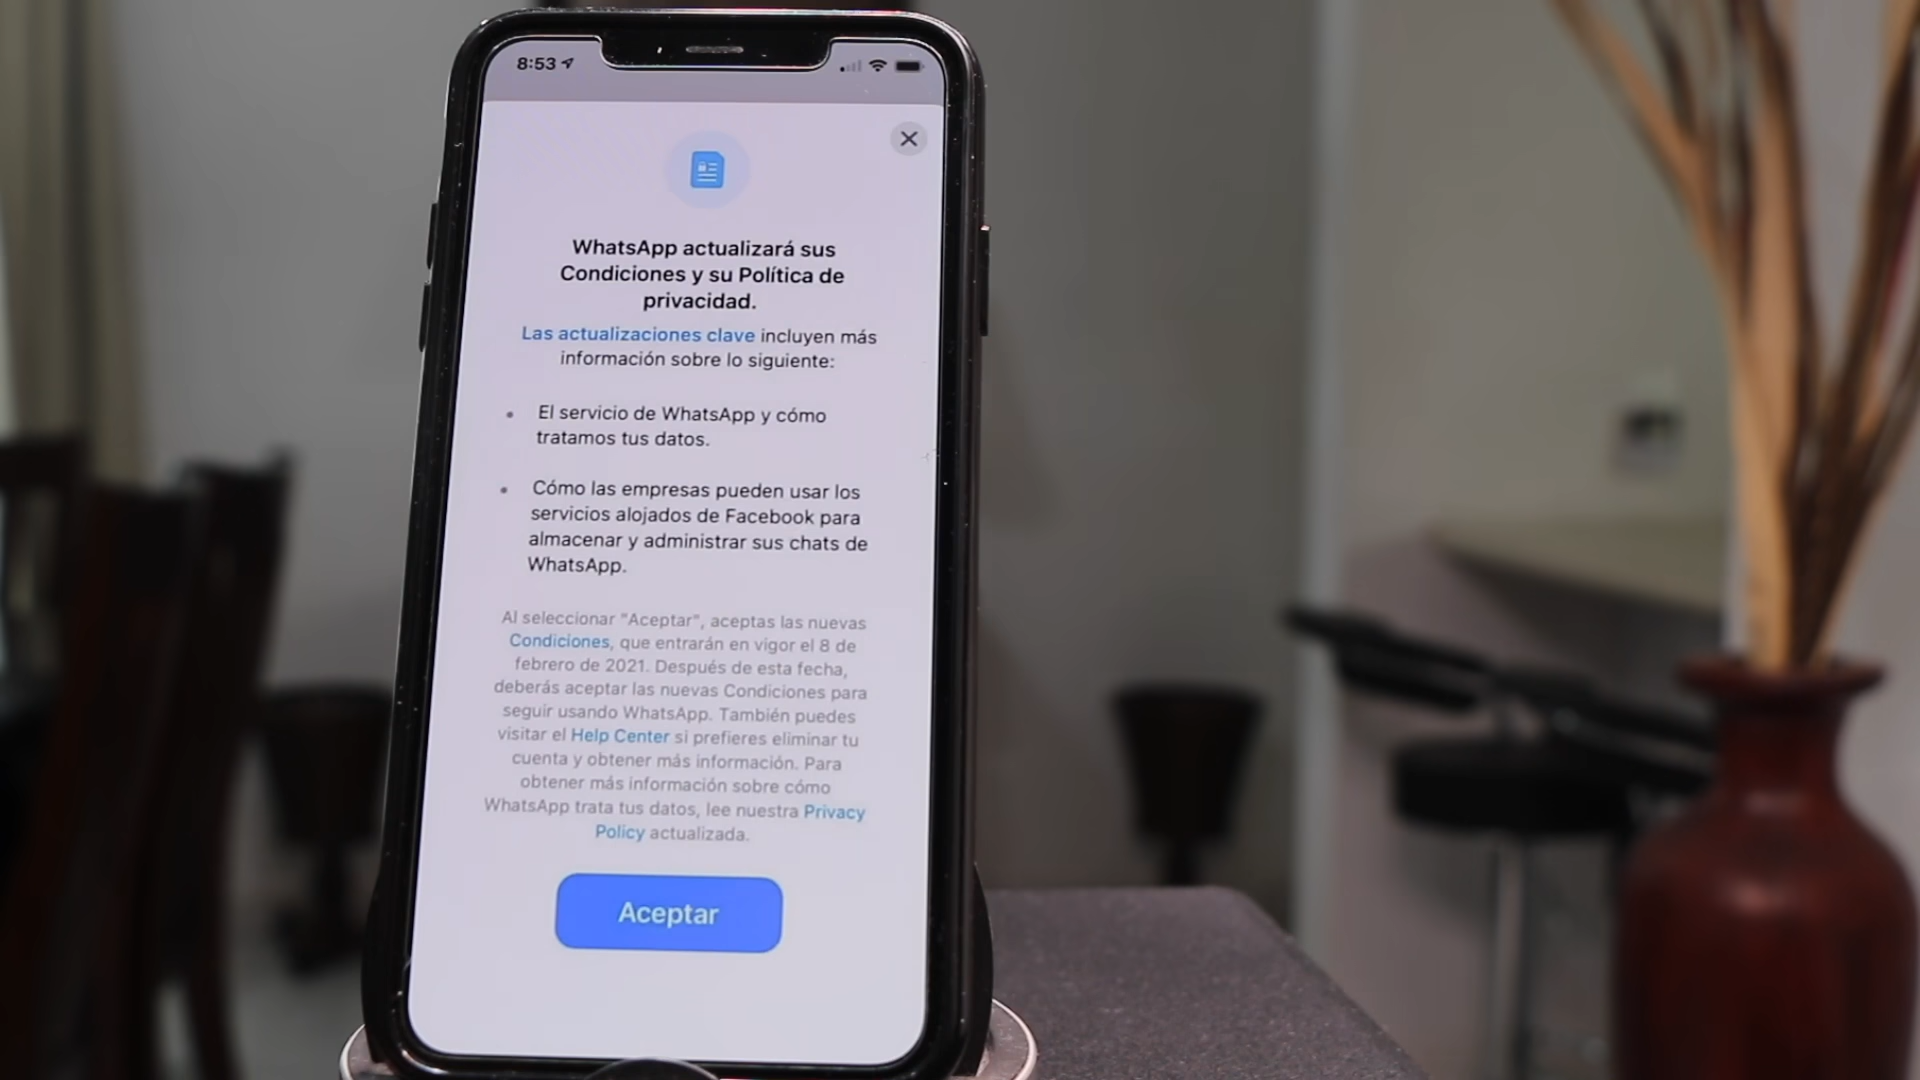 8:53
WhatsApp actualizará sus
Condiciones y su Política de
privacidad.
Las actualizaciones clave incluyen más
información sobre lo siguiente:
• El servicio de WhatsApp y cómo
tratamos tus datos.
• Cómo las empresas pueden usar los
servicios alojados de Facebook para
almacenar y administrar sus chats de
WhatsApp.
Al seleccionar "Aceptar", aceptas las nuevas
Condiciones, que entrarán en vigor el 8 de
febrero de 2021. Después de esta fecha,
deberás aceptar las nuevas Condiciones para
seguir usando WhatsApp. También puedes
visitar el Help Center si prefieres eliminar tu
cuenta y obtener más información. Para
obtener más información sobre cómo
WhatsApp trata tus datos, lee nuestra Privacy
Policy actualizada.
Aceptar